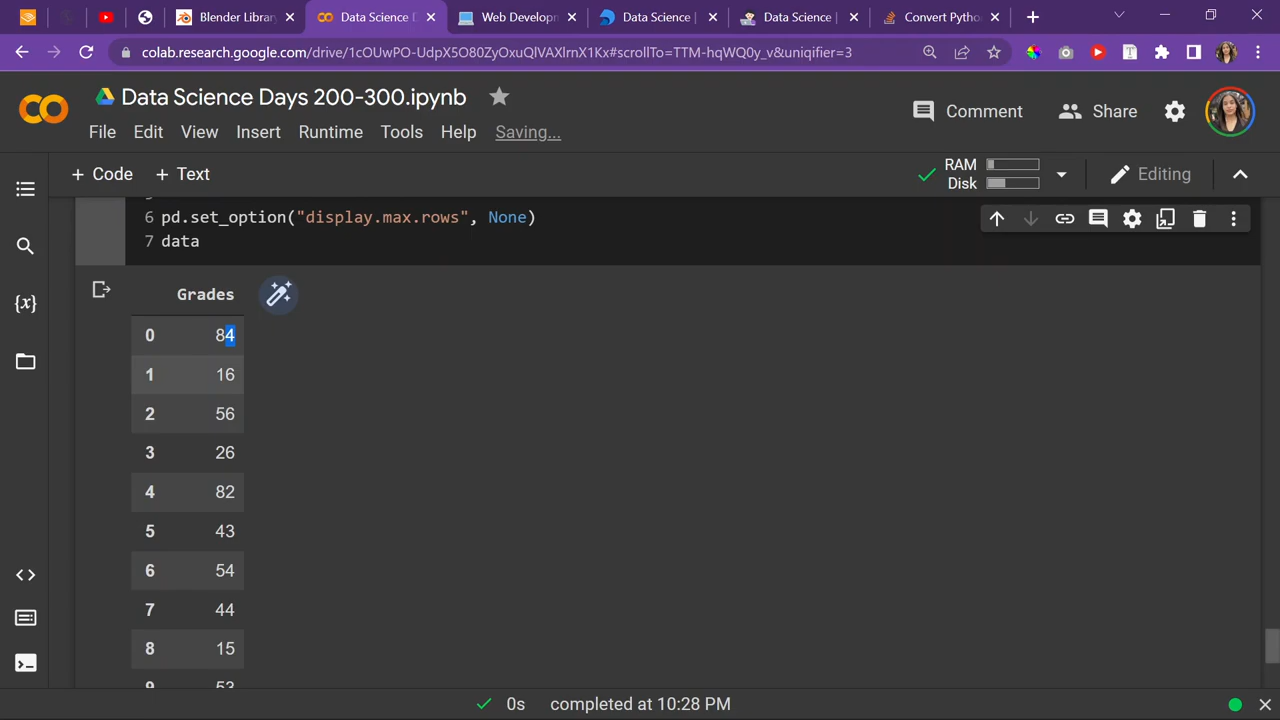 Blender Library
Data Science D
Web Developm
Data Science |
Data Science |
Convert Pytho
colab.research.google.com/drive/1cOUwPO-UdpX5O80ZyOxuQlVAXIrnX1Kx#scrollTo=TTM-hqWQ0y_v&uniqifier=3
Data Science Days 200-300.ipynb
Comment
Share
File Edit View Insert Runtime Tools Help Saving...
+ Code + Text
RAM
Disk
Editing
6 pd.set_option("display.max.rows", None)
7 data
Grades
0 84
1 16
2 56
3 26
4 82
5 43
6 54
7 44
8 15
9 53
0s completed at 10:28 PM